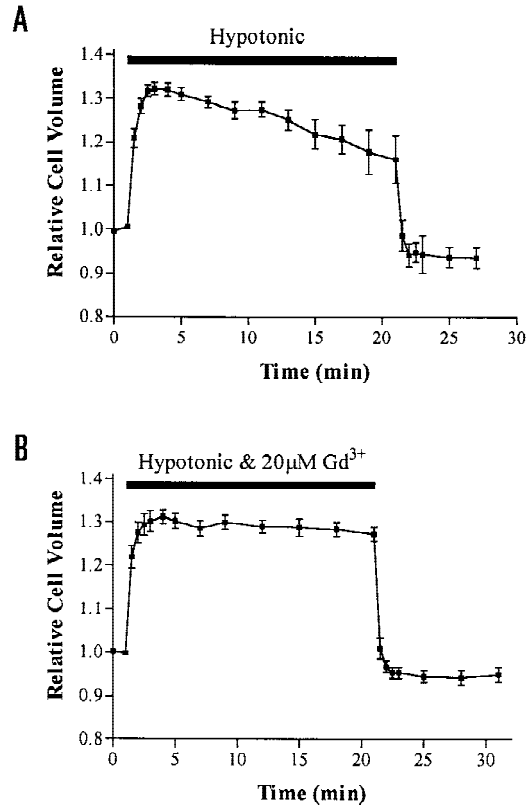 A
Hypotonic
1.4
1.3
1.2
1.1
1.0
0.9
0.8
Relative Cell Volume
0 5 10 15 20 25 30
Time (min)
B
Hypotonic & 20μM Gd³⁺
1.4
1.3
1.2
1.1
1.0
0.9
0.8
Relative Cell Volume
0 5 10 15 20 25 30
Time (min)